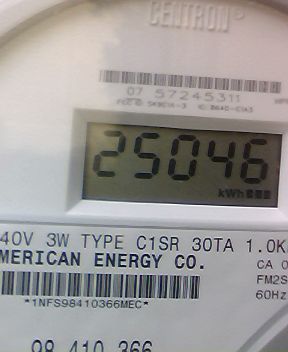 CENTRON
07 57245311
25046
kWh
40V 3W TYPE C1SR 30TA 1.0K
MERICAN ENERGY CO.
CA 0
FM2S
60Hz
*1NFS98410366MEC*
98 410 366